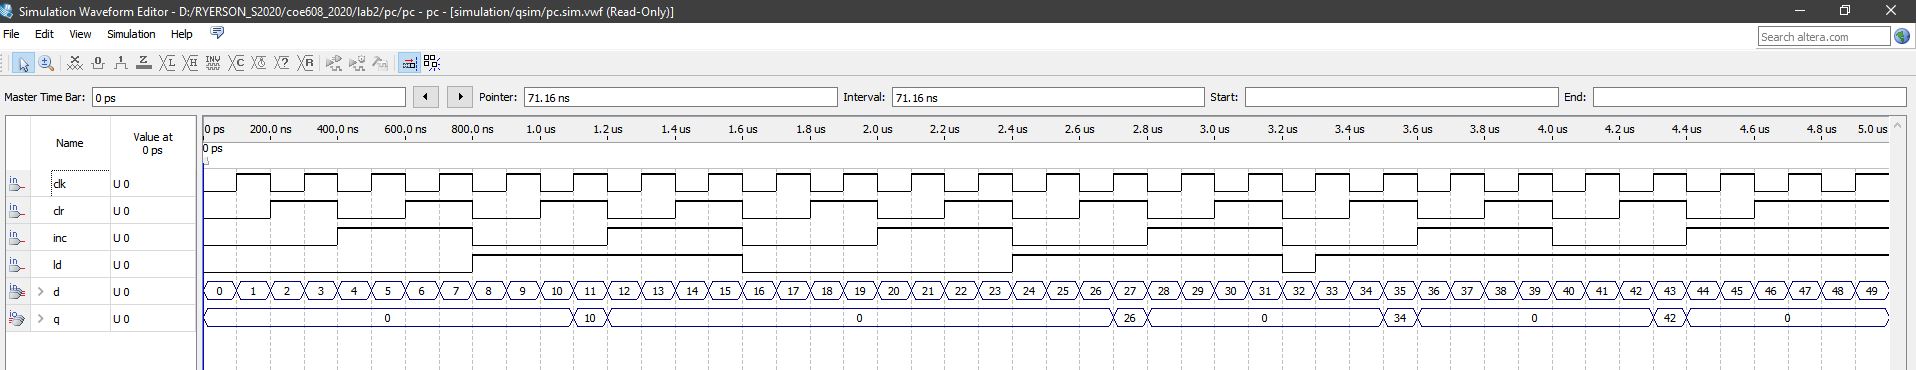 Simulation Waveform Editor - D:/RYERSON_S2020/coe608_2020/lab2/pc/pc - pc - [simulation/qsim/pc.sim.vwf (Read-Only)]
File Edit View Simulation Help
Search altera.com
Master Time Bar: 0 ps Pointer: 71.16 ns Interval: 71.16 ns Start: End:
Name Value at 0 ps
0 ps 200.0 ns 400.0 ns 600.0 ns 800.0 ns 1.0 us 1.2 us 1.4 us 1.6 us 1.8 us 2.0 us 2.2 us 2.4 us 2.6 us 2.8 us 3.0 us 3.2 us 3.4 us 3.6 us 3.8 us 4.0 us 4.2 us 4.4 us 4.6 us 4.8 us 5.0 us
0 ps
in clk U 0
in clr U 0
in inc U 0
in ld U 0
in d U 0 0 1 2 3 4 5 6 7 8 9 10 11 12 13 14 15 16 17 18 19 20 21 22 23 24 25 26 27 28 29 30 31 32 33 34 35 36 37 38 39 40 41 42 43 44 45 46 47 48 49
io q U 0 0 10 0 26 0 34 0 42 0